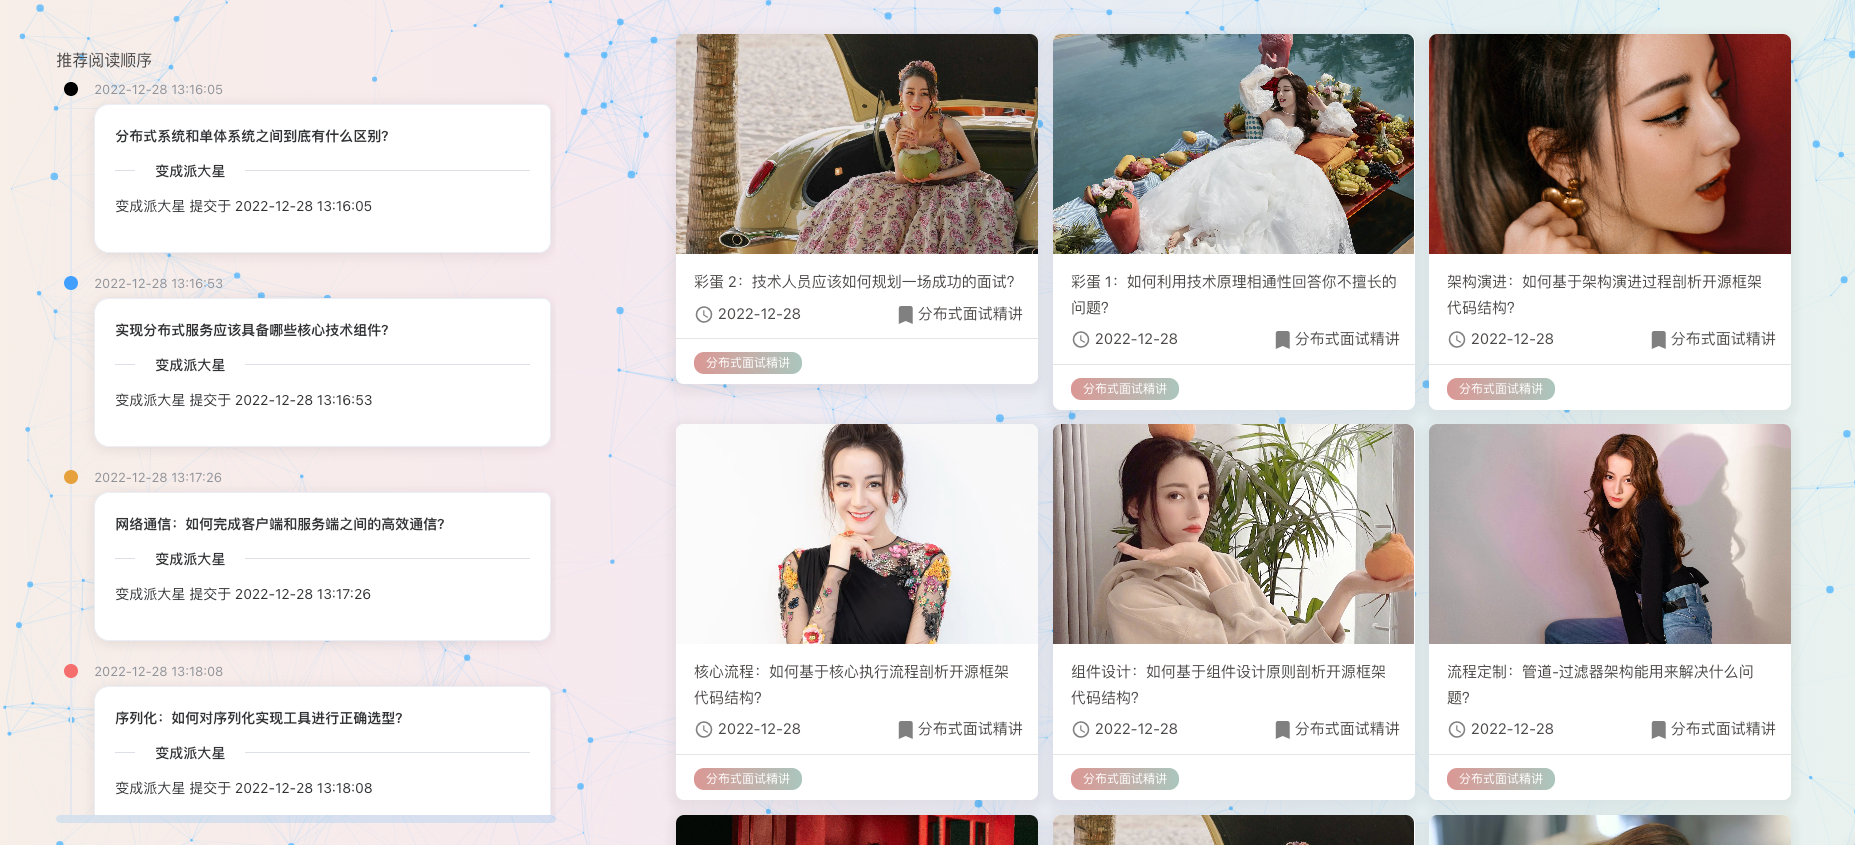 推荐阅读顺序
2022-12-28 13:16:05
分布式系统和单体系统之间到底有什么区别?
变成派大星
变成派大星 提交于 2022-12-28 13:16:05
2022-12-28 13:16:53
实现分布式服务应该具备哪些核心技术组件?
变成派大星
变成派大星 提交于 2022-12-28 13:16:53
2022-12-28 13:17:26
网络通信：如何完成客户端和服务端之间的高效通信?
变成派大星
变成派大星 提交于 2022-12-28 13:17:26
2022-12-28 13:18:08
序列化：如何对序列化实现工具进行正确选型?
变成派大星
变成派大星 提交于 2022-12-28 13:18:08
彩蛋 2：技术人员应该如何规划一场成功的面试?
2022-12-28 分布式面试精讲
分布式面试精讲
彩蛋 1：如何利用技术原理相通性回答你不擅长的
问题?
2022-12-28 分布式面试精讲
分布式面试精讲
架构演进：如何基于架构演进过程剖析开源框架
代码结构?
2022-12-28 分布式面试精讲
分布式面试精讲
核心流程：如何基于核心执行流程剖析开源框架
代码结构?
2022-12-28 分布式面试精讲
分布式面试精讲
组件设计：如何基于组件设计原则剖析开源框架
代码结构?
2022-12-28 分布式面试精讲
分布式面试精讲
流程定制：管道-过滤器架构能用来解决什么问
题?
2022-12-28 分布式面试精讲
分布式面试精讲